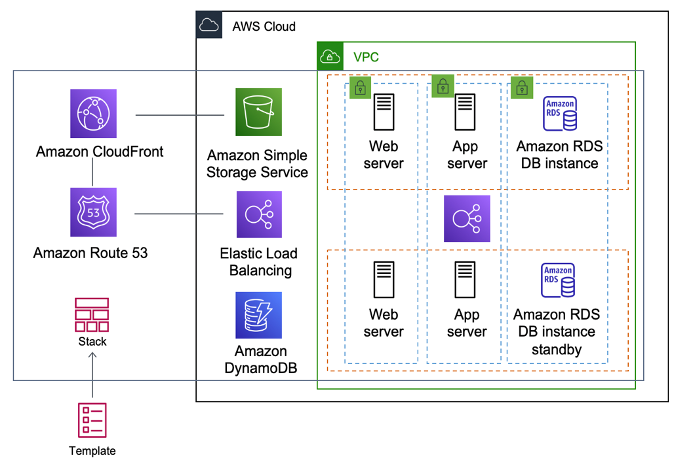 AWS Cloud
VPC
Amazon CloudFront
Amazon Simple
Storage Service
Web
server
App
server
Amazon
RDS
Amazon RDS
DB instance
53
Amazon Route 53
Elastic Load
Balancing
Stack
Amazon
DynamoDB
Web
server
App
server
Amazon
RDS
Amazon RDS
DB instance
standby
Template